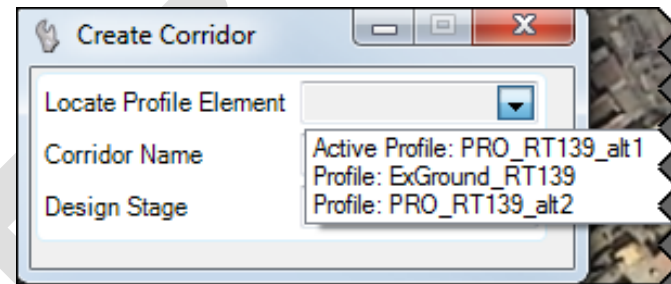 Create Corridor
Locate Profile Element
Corridor Name
Active Profile: PRO_RT139_alt1
Profile: ExGround_RT139
Design Stage
Profile: PRO_RT139_alt2